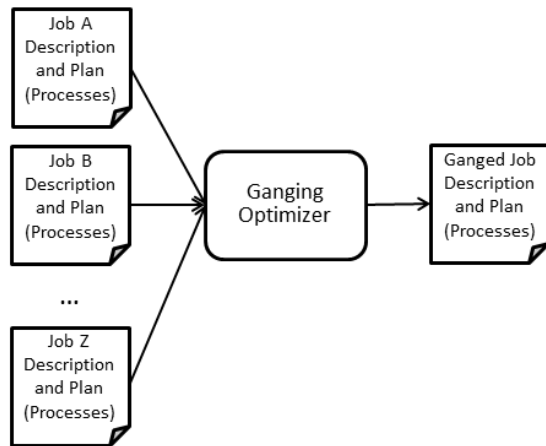 Job A
Description
and Plan
(Processes)
Job B
Description
and Plan
(Processes)
...
Job Z
Description
and Plan
(Processes)
Ganging
Optimizer
Ganged Job
Description
and Plan
(Processes)